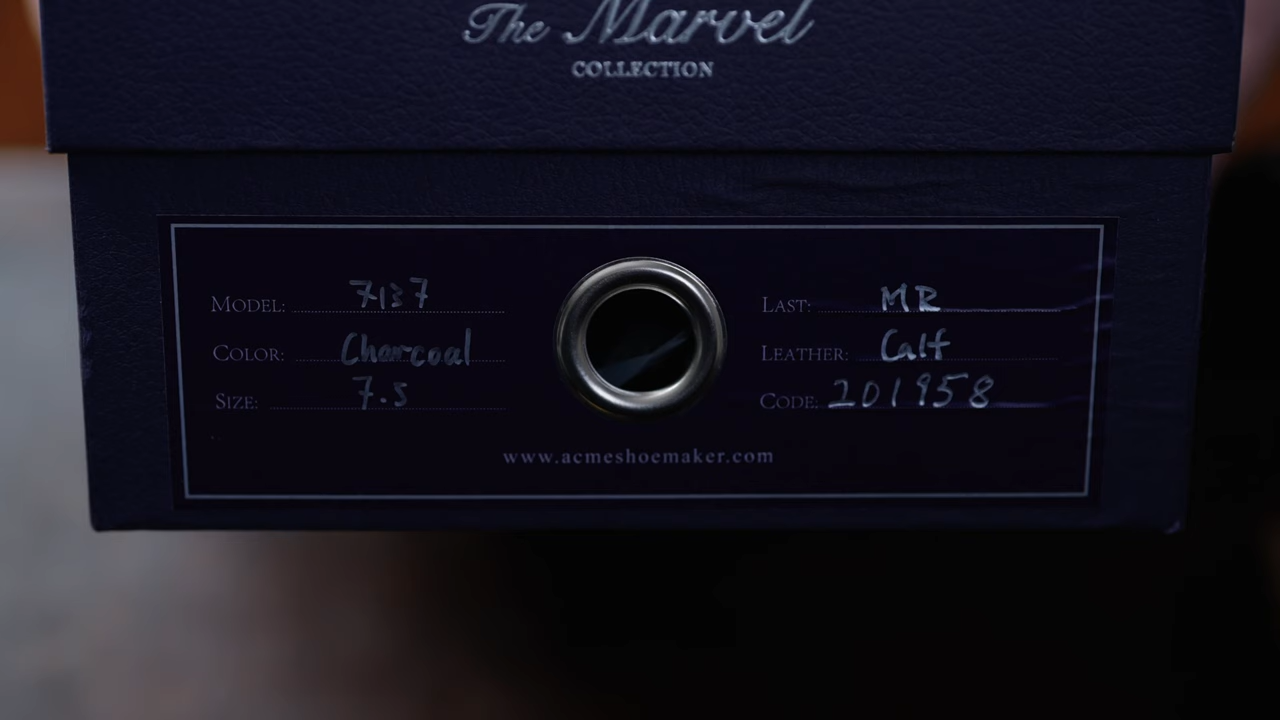 The Marvel
COLLECTION
MODEL: 7137
COLOR: Charcoal
SIZE: 7.5
LAST: MR
LEATHER: Calf
CODE: 201958
www.acmeshoemaker.com